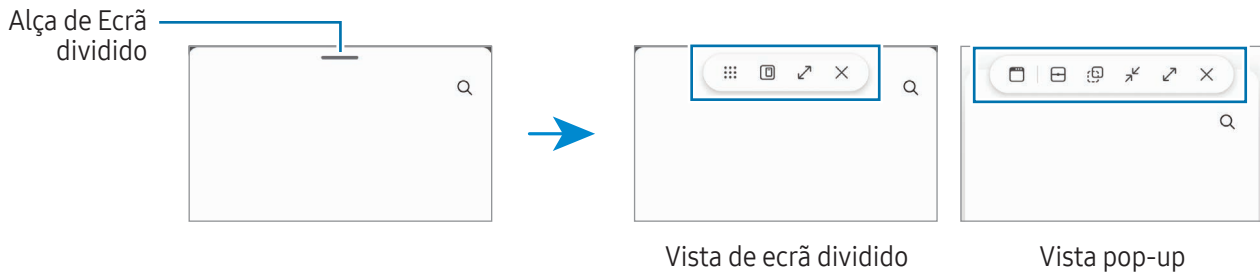 Alça de Ecrã
dividido
Vista de ecrã dividido
Vista pop-up